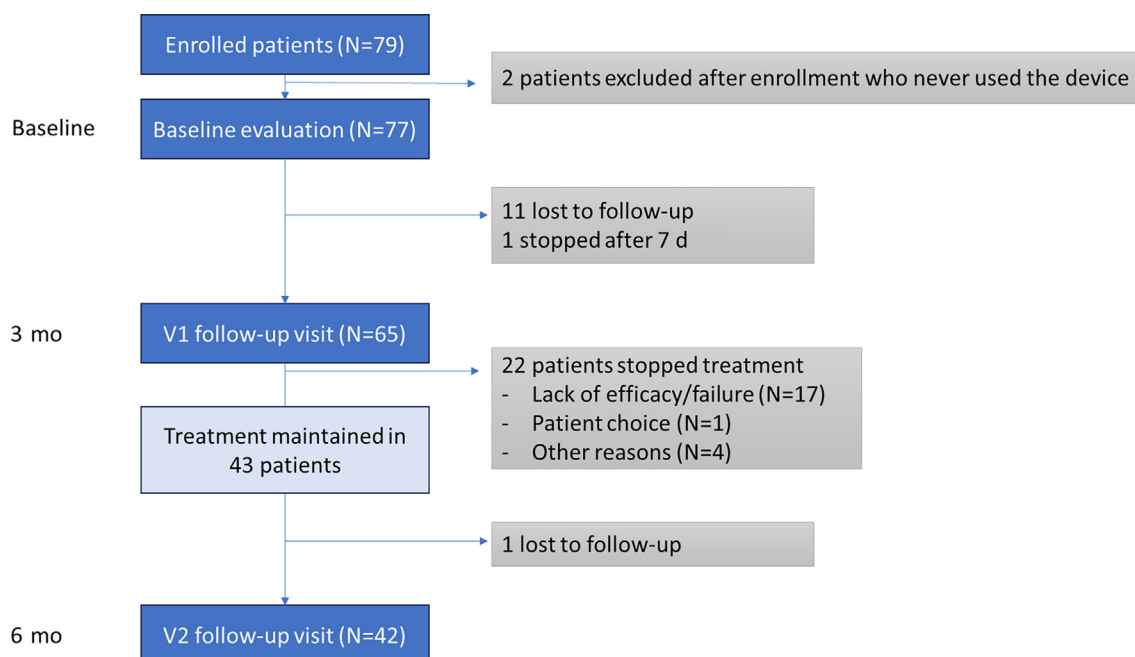 Enrolled patients (N=79)
2 patients excluded after enrollment who never used the device
Baseline
Baseline evaluation (N=77)
11 lost to follow-up
1 stopped after 7 d
3 mo
V1 follow-up visit (N=65)
22 patients stopped treatment
- Lack of efficacy/failure (N=17)
- Patient choice (N=1)
- Other reasons (N=4)
Treatment maintained in
43 patients
1 lost to follow-up
6 mo
V2 follow-up visit (N=42)